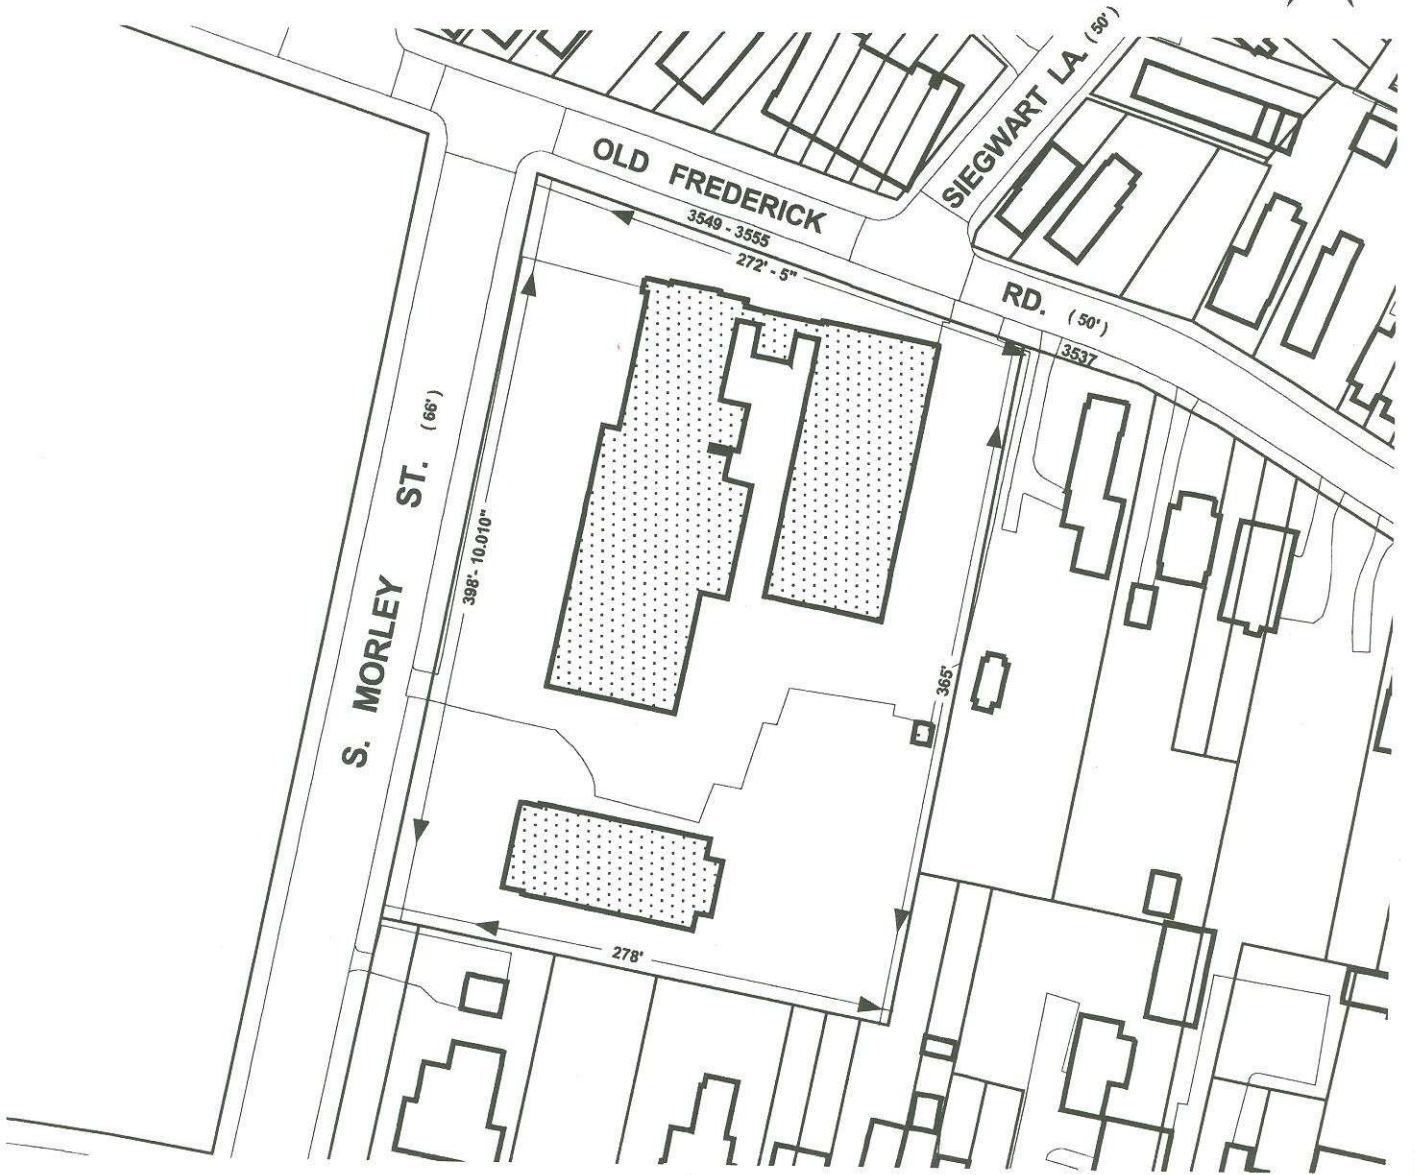 SIEGWART LA. (50')
OLD FREDERICK
RD. (50')
3549 - 3555
272' - 5"
3537
S. MORLEY ST. (66')
398' - 10.010"
365'
278'